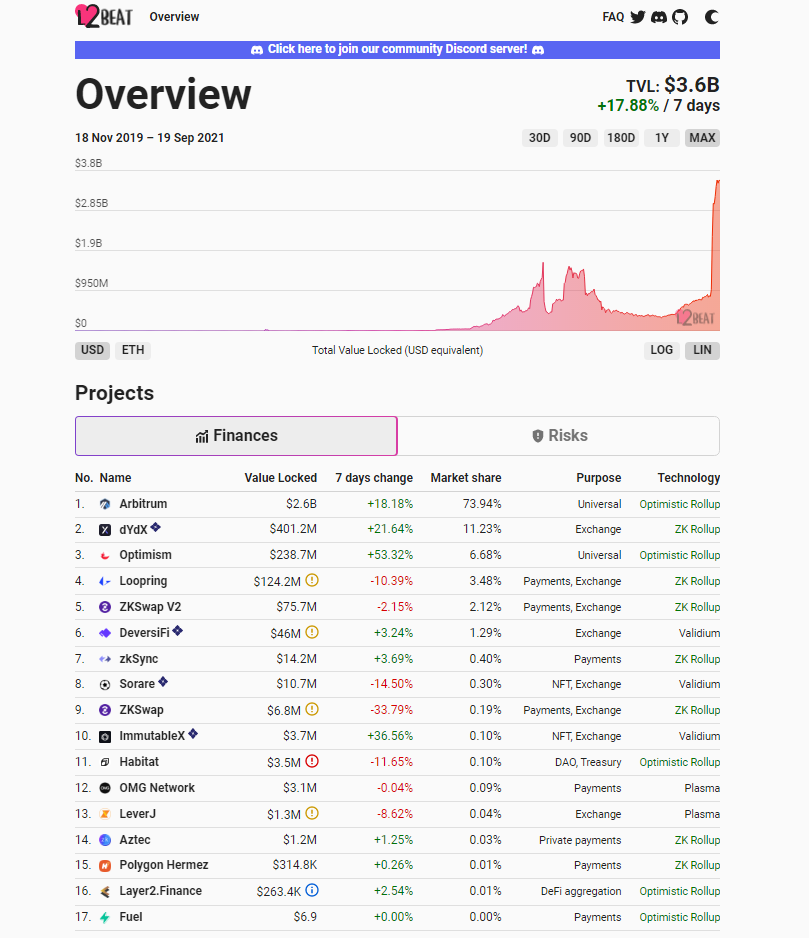 L2BEAT Overview FAQ
Click here to join our community Discord server!
Overview
TVL: $3.6B
+17.88% / 7 days
18 Nov 2019 – 19 Sep 2021 30D 90D 180D 1Y MAX
$3.8B
$2.85B
$1.9B
$950M
$0
L2BEAT
USD ETH Total Value Locked (USD equivalent) LOG LIN
Projects
Finances Risks
No. Name Value Locked 7 days change Market share Purpose Technology
1. Arbitrum $2.6B +18.18% 73.94% Universal Optimistic Rollup
2. dYdX $401.2M +21.64% 11.23% Exchange ZK Rollup
3. Optimism $238.7M +53.32% 6.68% Universal Optimistic Rollup
4. Loopring $124.2M -10.39% 3.48% Payments, Exchange ZK Rollup
5. ZKSwap V2 $75.7M -2.15% 2.12% Payments, Exchange ZK Rollup
6. DeversiFi $46M +3.24% 1.29% Exchange Validium
7. zkSync $14.2M +3.69% 0.40% Payments ZK Rollup
8. Sorare $10.7M -14.50% 0.30% NFT, Exchange Validium
9. ZKSwap $6.8M -33.79% 0.19% Payments, Exchange ZK Rollup
10. ImmutableX $3.7M +36.56% 0.10% NFT, Exchange Validium
11. Habitat $3.5M -11.65% 0.10% DAO, Treasury Optimistic Rollup
12. OMG Network $3.1M -0.04% 0.09% Payments Plasma
13. LeverJ $1.3M -8.62% 0.04% Exchange Plasma
14. Aztec $1.2M +1.25% 0.03% Private payments ZK Rollup
15. Polygon Hermez $314.8K +0.26% 0.01% Payments ZK Rollup
16. Layer2.Finance $263.4K +2.54% 0.01% DeFi aggregation Optimistic Rollup
17. Fuel $6.9 +0.00% 0.00% Payments Optimistic Rollup